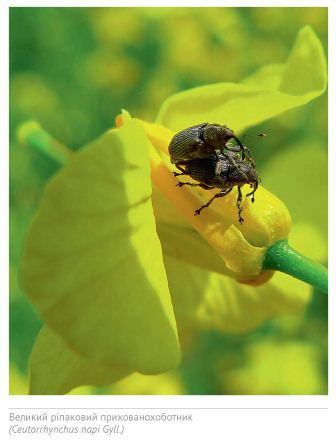 Великий ріпаковий прихованохоботник
(Ceutorrhynchus napi Gyll.)